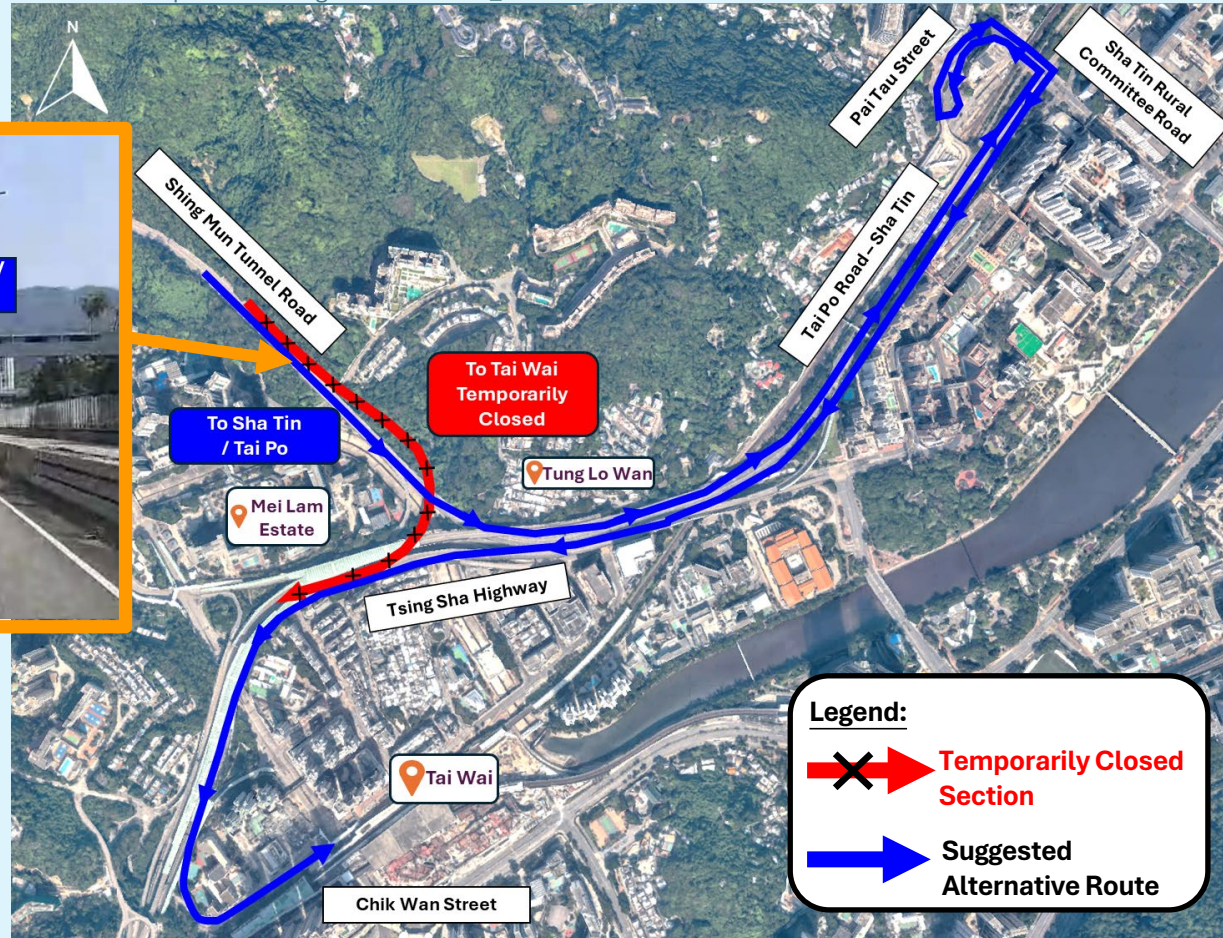 N
Pai Tau Street
Sha Tin Rural
Committee Road
Shing Mun Tunnel Road
Tai Po Road – Sha Tin
To Tai Wai
Temporarily
Closed
To Sha Tin
/ Tai Po
Tung Lo Wan
Mei Lam
Estate
Tsing Sha Highway
Tai Wai
Chik Wan Street
Legend:
Temporarily Closed
Section
Suggested
Alternative Route